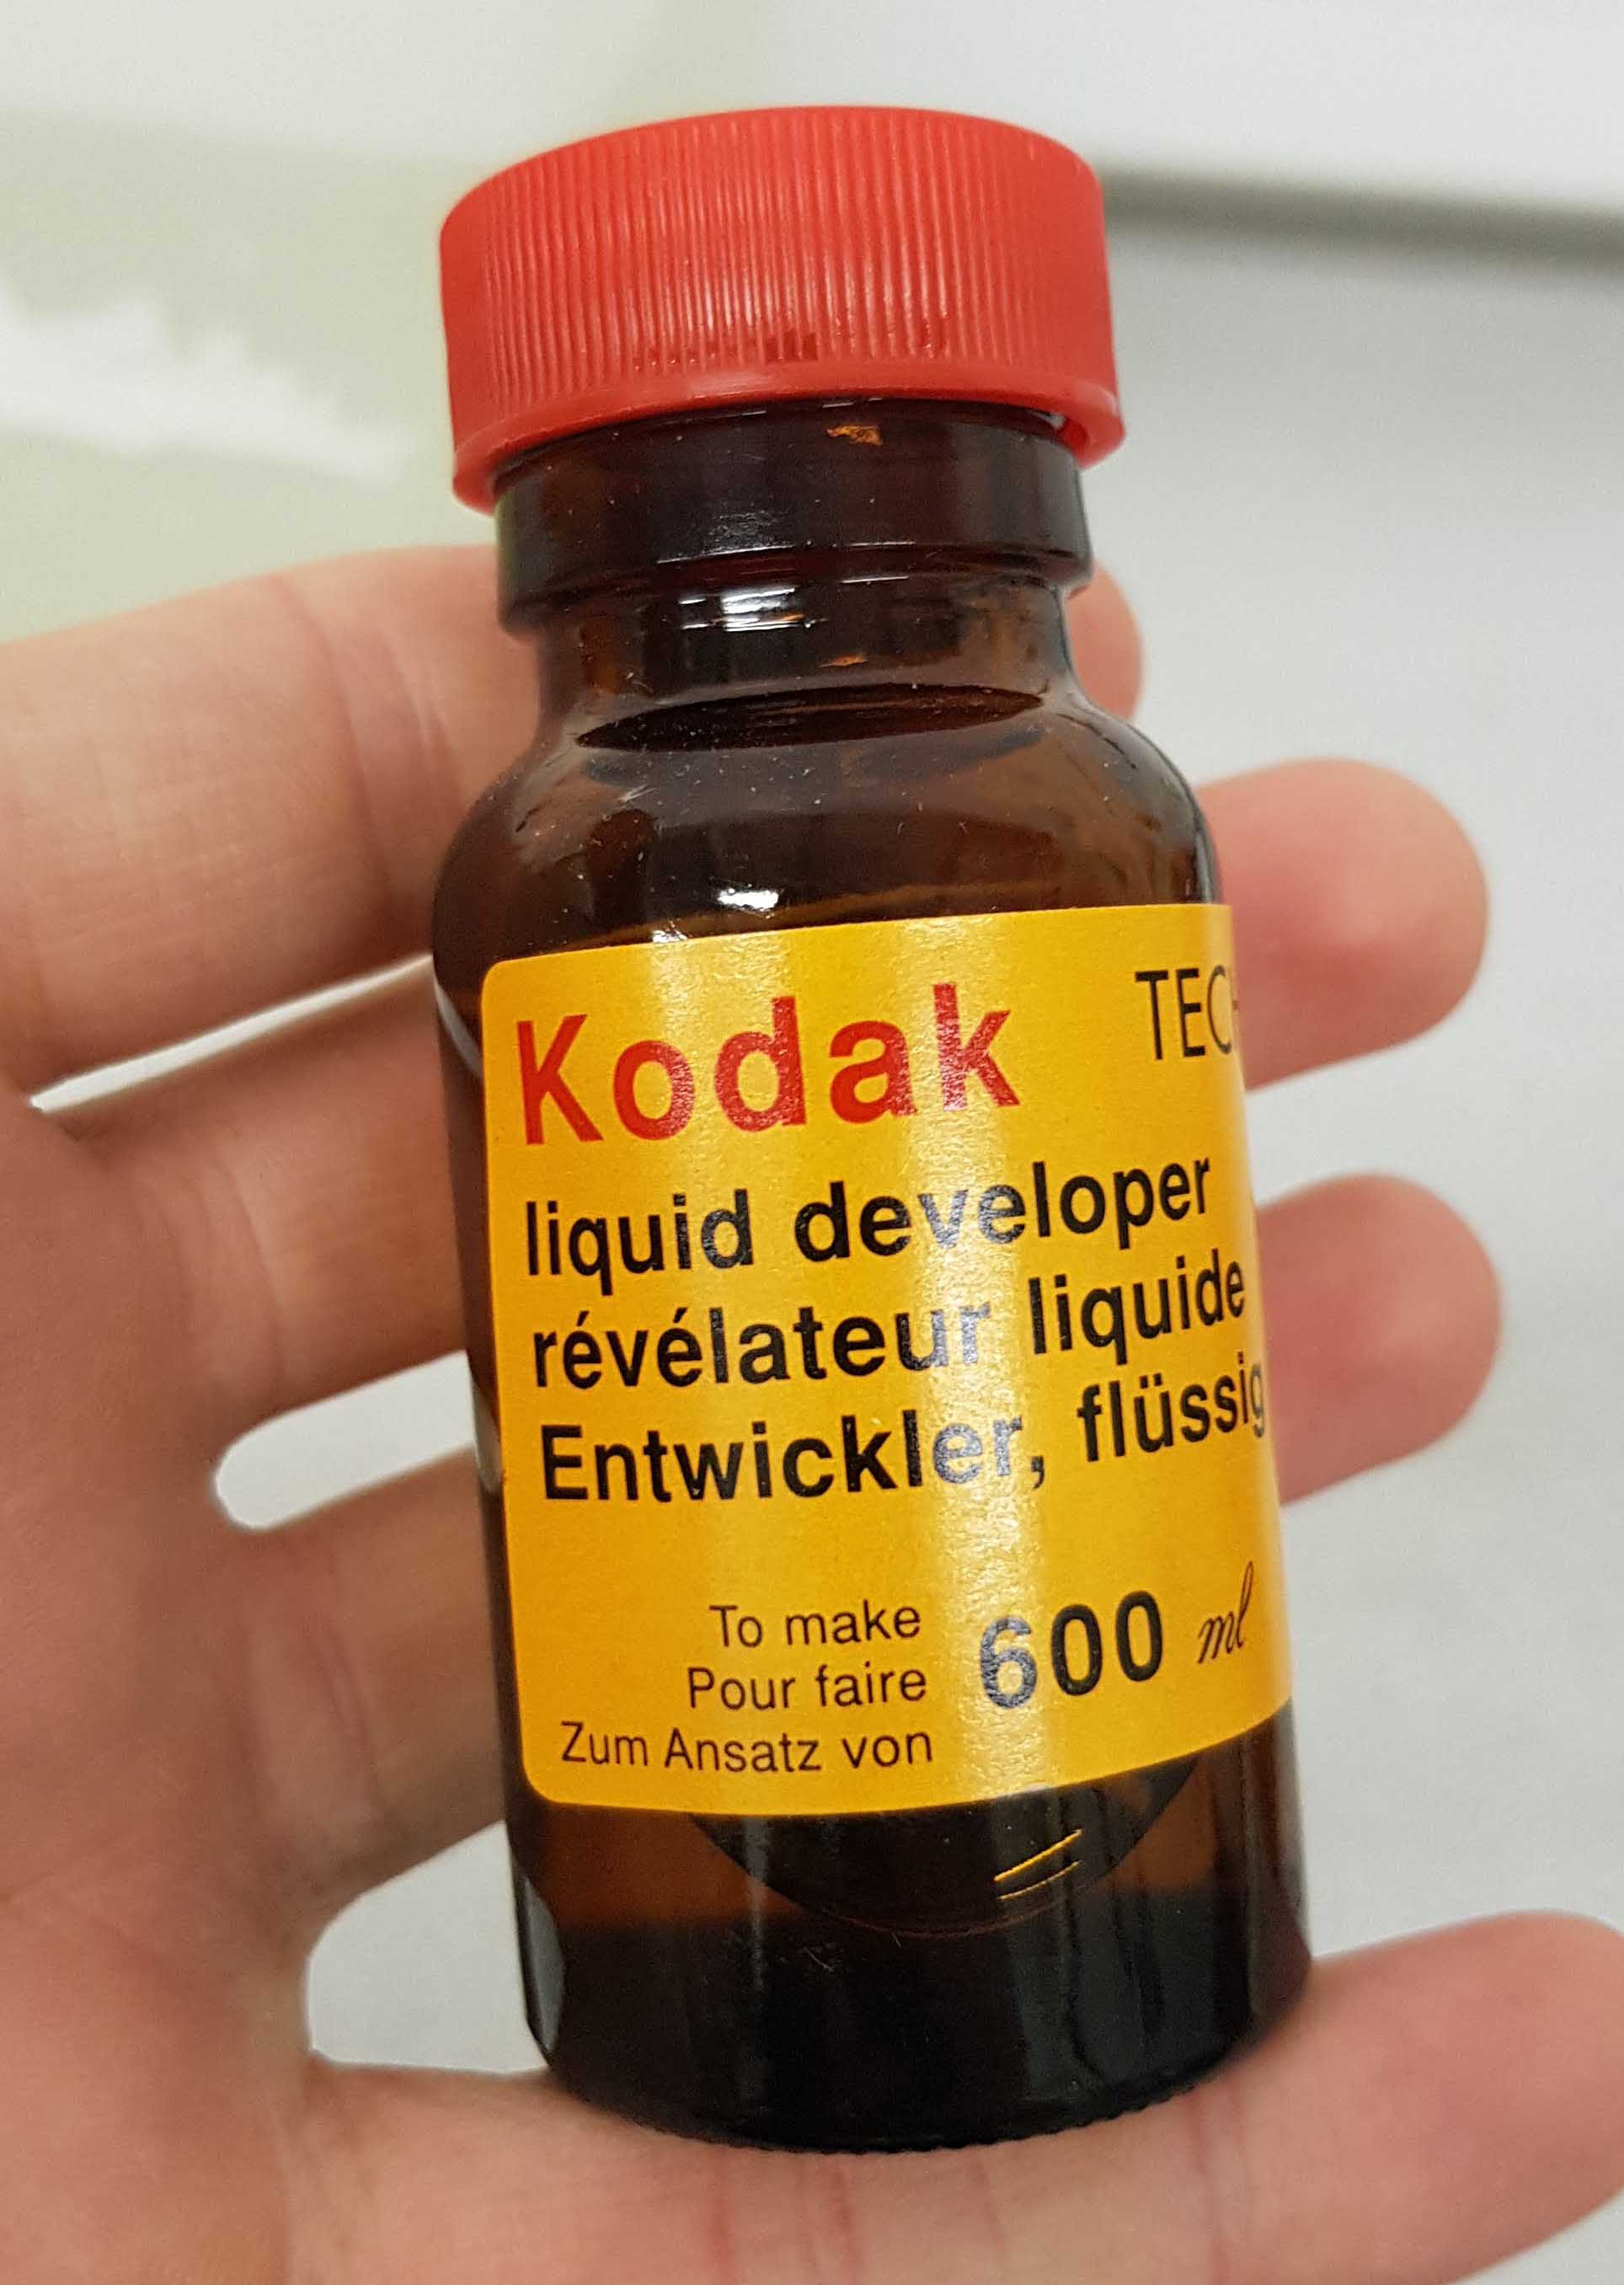 Kodak TEC
liquid developer
révélateur liquide
Entwickler, flüssig
To make
Pour faire 600 ml
Zum Ansatz von